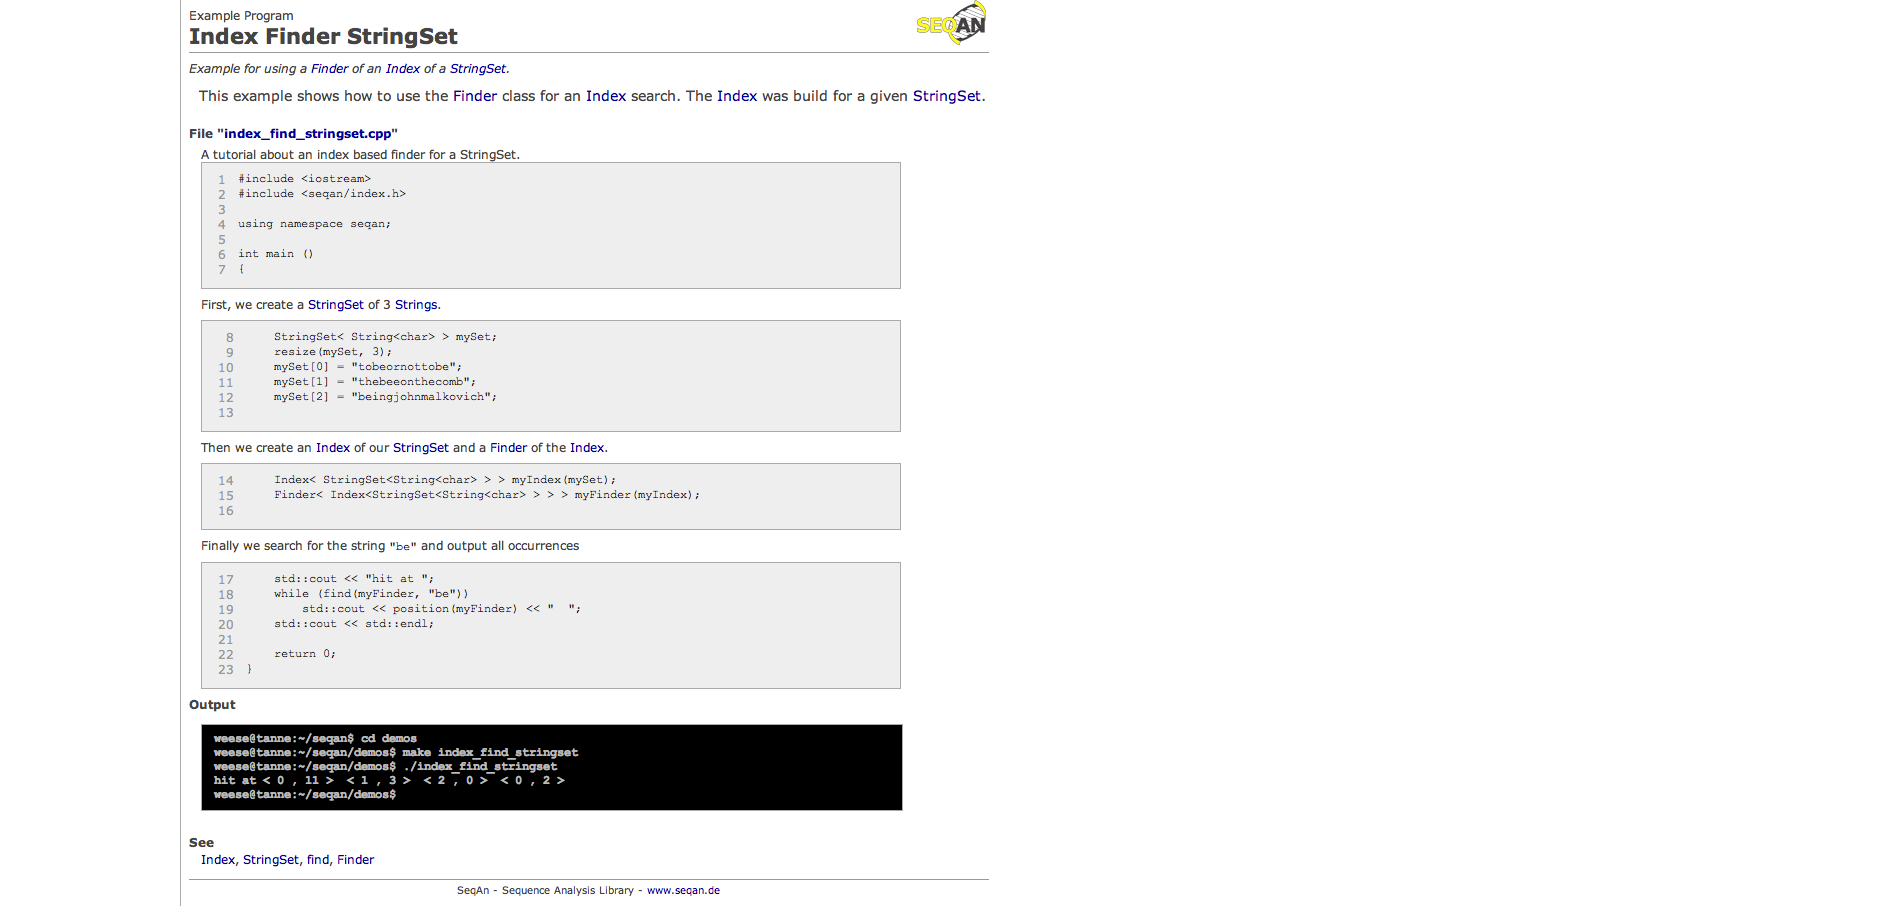 Example Program
Index Finder StringSet
SEQAN
Example for using a Finder of an Index of a StringSet.
This example shows how to use the Finder class for an Index search. The Index was build for a given StringSet.
File "index_find_stringset.cpp"
A tutorial about an index based finder for a StringSet.
1 #include <iostream>
2 #include <seqan/index.h>
3
4 using namespace seqan;
5
6 int main ()
7 {
First, we create a StringSet of 3 Strings.
8 StringSet< String<char> > mySet;
9 resize(mySet, 3);
10 mySet[0] = "tobeornottobe";
11 mySet[1] = "thebeeonthecomb";
12 mySet[2] = "beingjohnmalkovich";
13
Then we create an Index of our StringSet and a Finder of the Index.
14 Index< StringSet<String<char> > > myIndex(mySet);
15 Finder< Index<StringSet<String<char> > > > myFinder(myIndex);
16
Finally we search for the string "be" and output all occurrences
17 std::cout << "hit at ";
18 while (find(myFinder, "be"))
19 std::cout << position(myFinder) << "  ";
20 std::cout << std::endl;
21
22 return 0;
23 }
Output
weese@tanne:~/seqan$ cd demos
weese@tanne:~/seqan/demos$ make index_find_stringset
weese@tanne:~/seqan/demos$ ./index_find_stringset
hit at < 0 , 11 >  < 1 , 3 >  < 2 , 0 >  < 0 , 2 >
weese@tanne:~/seqan/demos$
See
Index, StringSet, find, Finder
SeqAn - Sequence Analysis Library - www.seqan.de